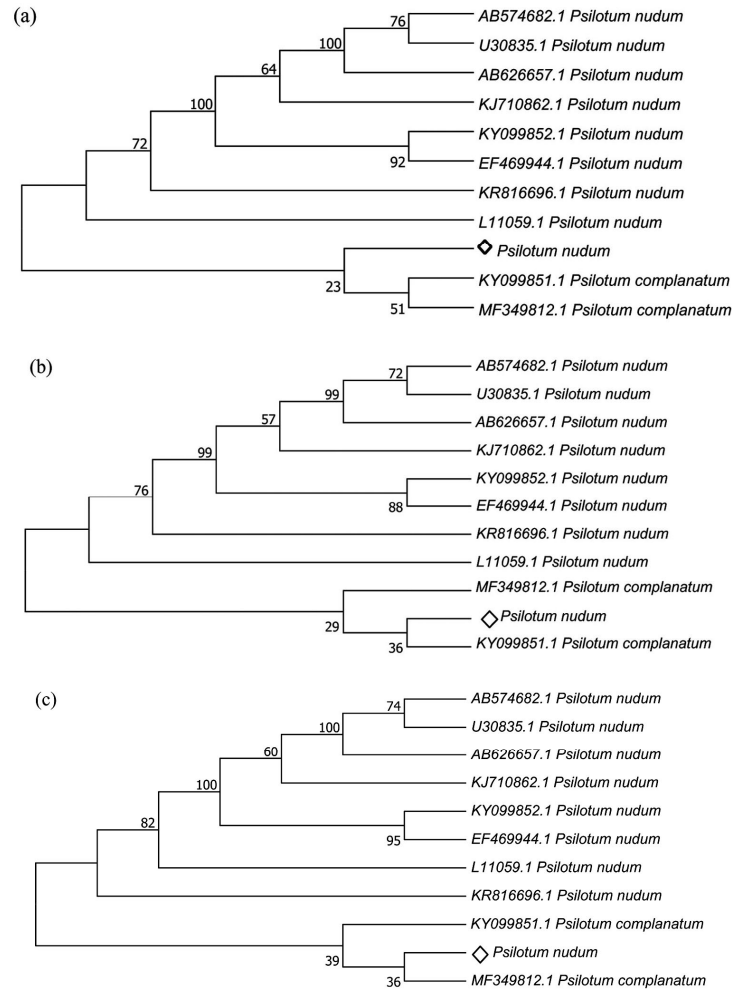 (a)
76
AB574682.1 Psilotum nudum
U30835.1 Psilotum nudum
100
AB626657.1 Psilotum nudum
64
KJ710862.1 Psilotum nudum
100
KY099852.1 Psilotum nudum
92
EF469944.1 Psilotum nudum
72
KR816696.1 Psilotum nudum
L11059.1 Psilotum nudum
Psilotum nudum
23
KY099851.1 Psilotum complanatum
51
MF349812.1 Psilotum complanatum
(b)
72
AB574682.1 Psilotum nudum
U30835.1 Psilotum nudum
99
AB626657.1 Psilotum nudum
57
KJ710862.1 Psilotum nudum
99
KY099852.1 Psilotum nudum
88
EF469944.1 Psilotum nudum
76
KR816696.1 Psilotum nudum
L11059.1 Psilotum nudum
MF349812.1 Psilotum complanatum
29
Psilotum nudum
36
KY099851.1 Psilotum complanatum
(c)
74
AB574682.1 Psilotum nudum
U30835.1 Psilotum nudum
100
AB626657.1 Psilotum nudum
60
KJ710862.1 Psilotum nudum
100
KY099852.1 Psilotum nudum
95
EF469944.1 Psilotum nudum
82
L11059.1 Psilotum nudum
KR816696.1 Psilotum nudum
KY099851.1 Psilotum complanatum
39
Psilotum nudum
36
MF349812.1 Psilotum complanatum